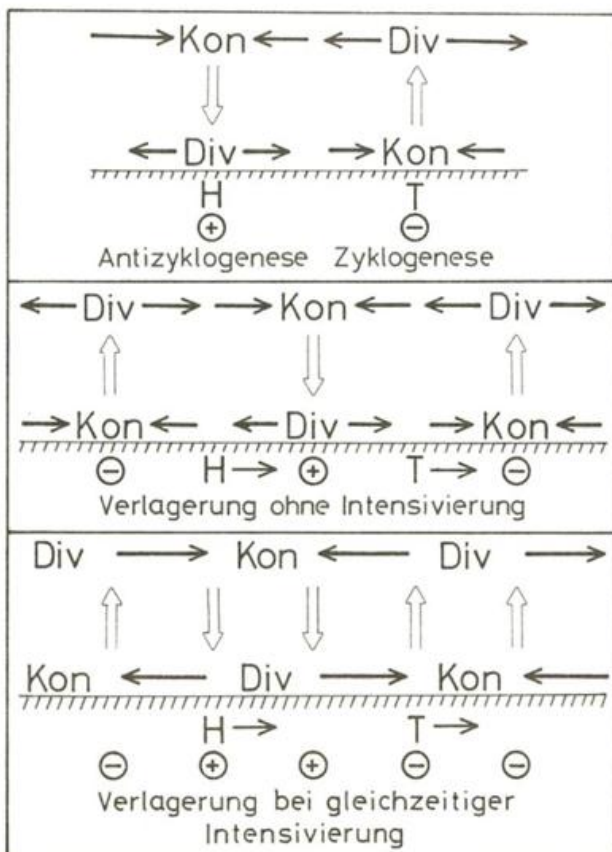 Kon Div
Div Kon
H T
+ −
Antizyklogenese Zyklogenese
Div Kon Div
Kon Div Kon
− H + T −
Verlagerung ohne Intensivierung
Div Kon Div
Kon Div Kon
H T
− + + − −
Verlagerung bei gleichzeitiger
Intensivierung